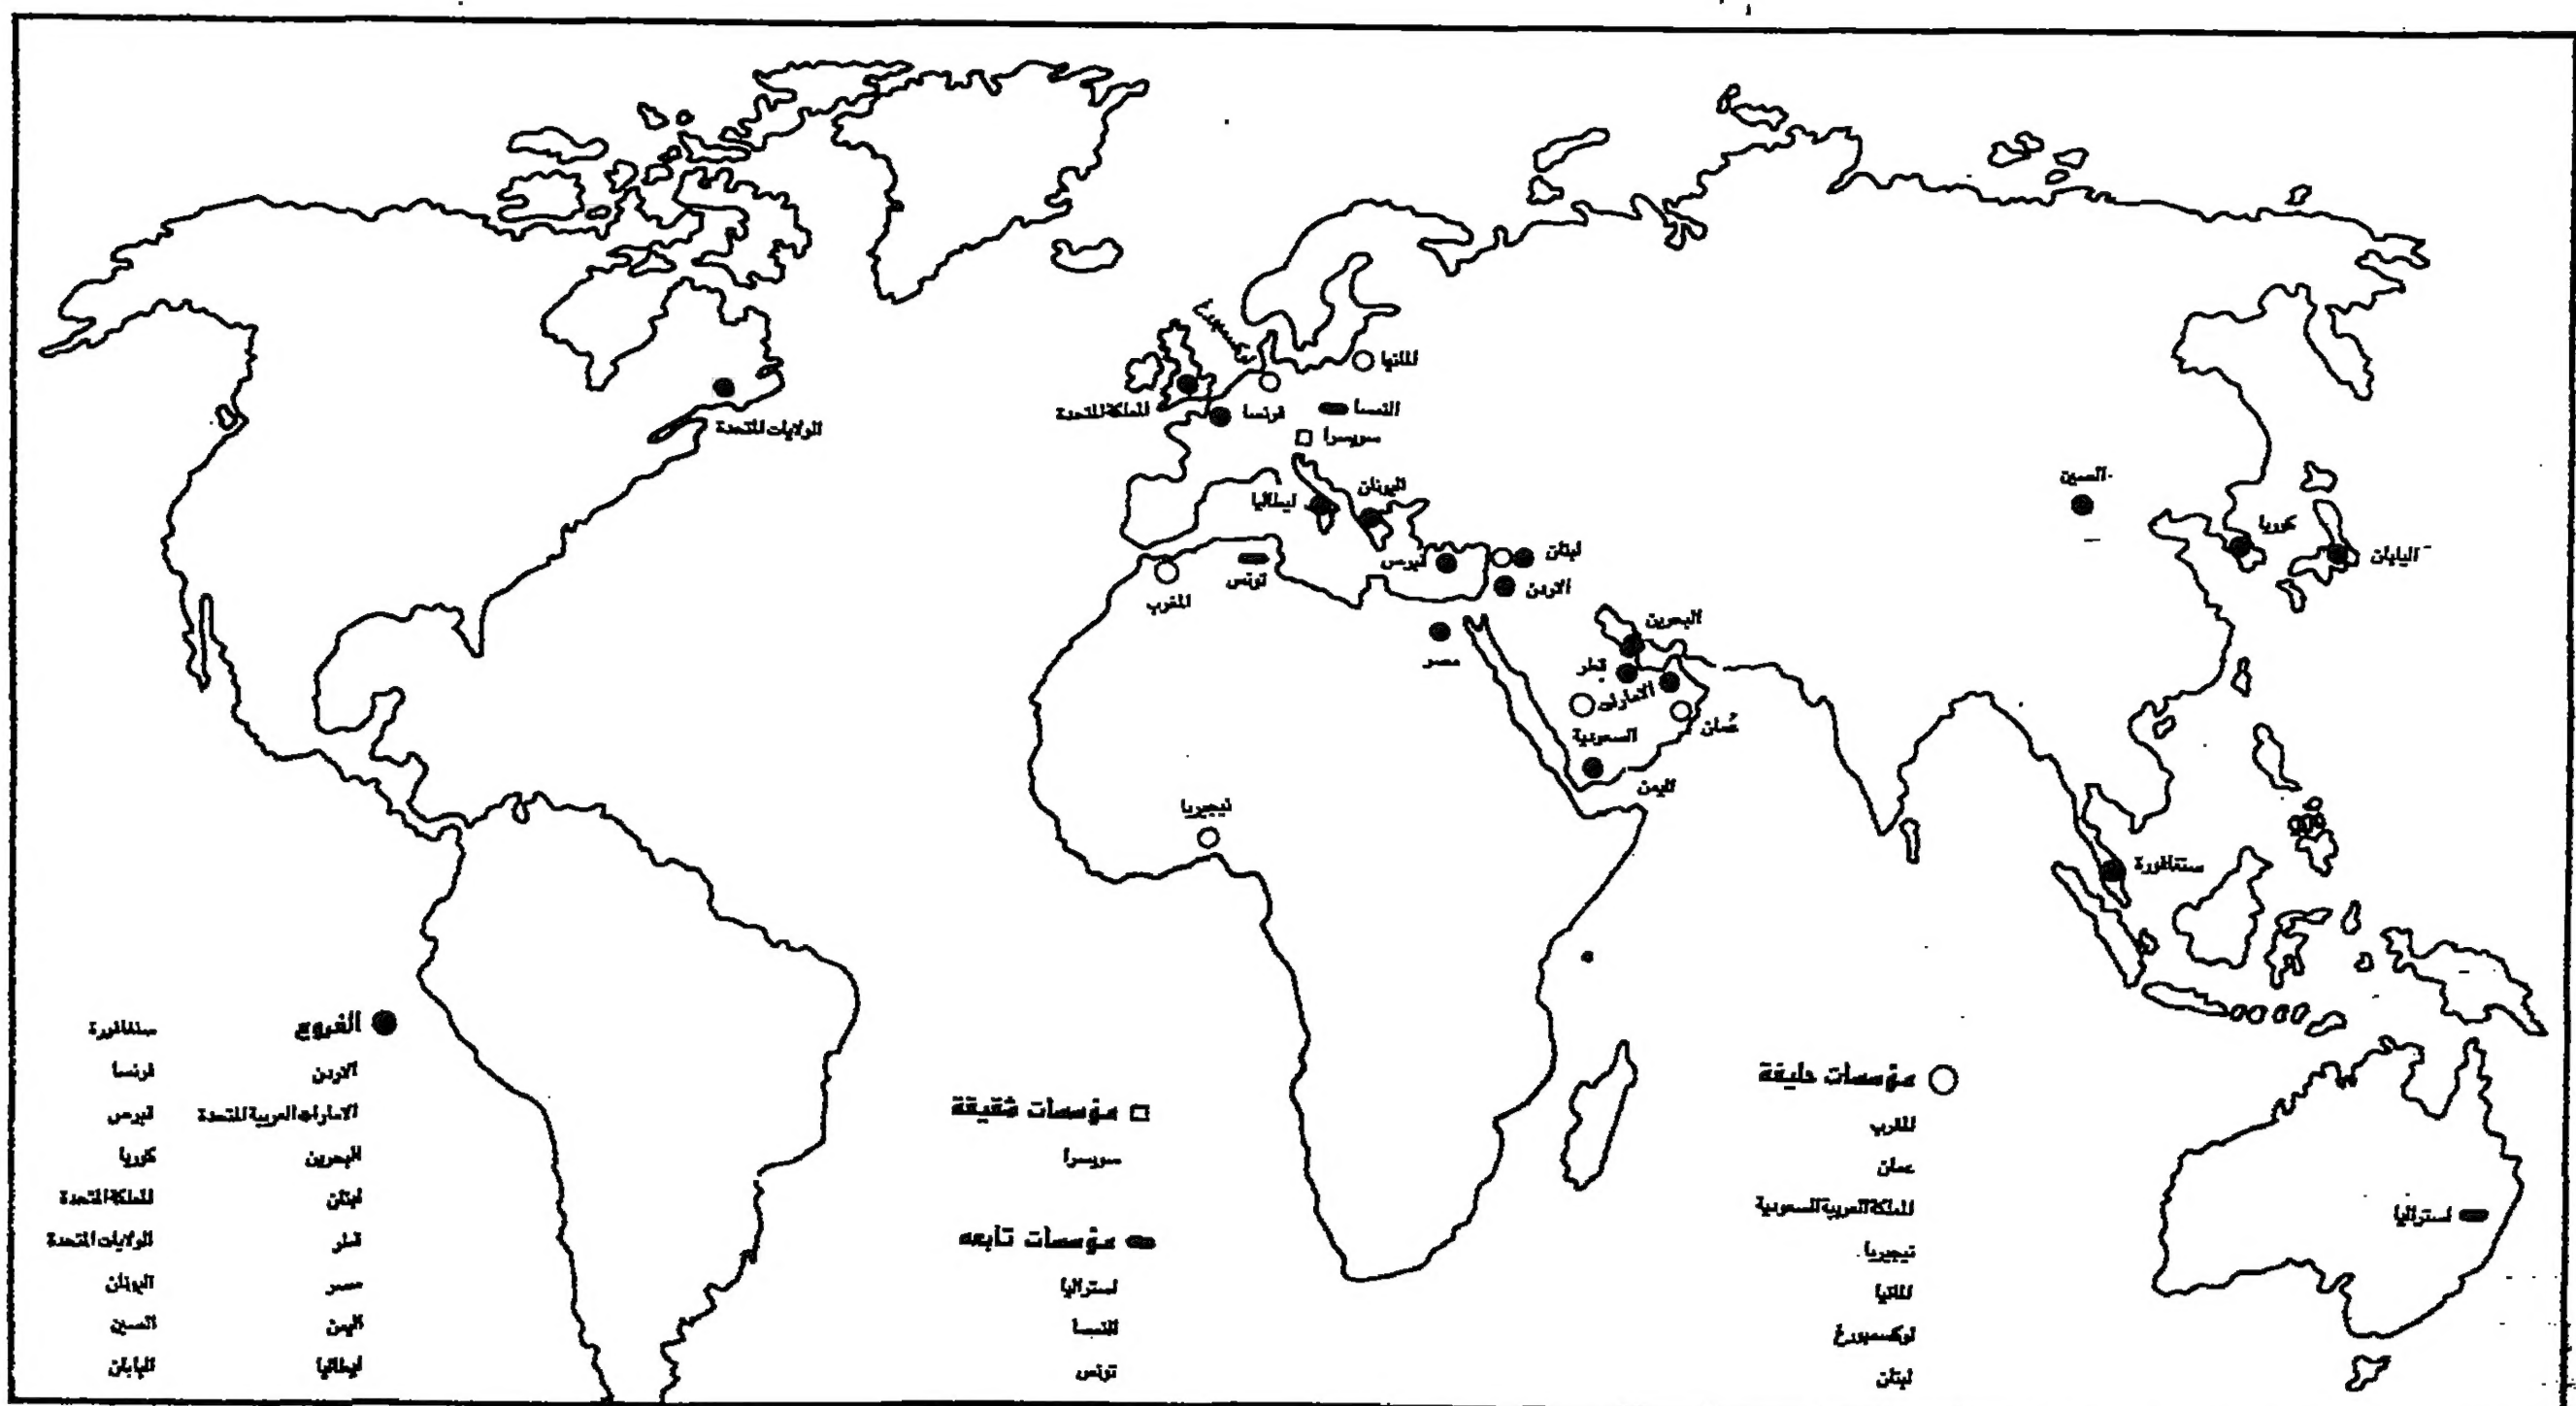 لوكسمبورغ
المانيا
المملكة المتحدة
فرنسا
النمسا
سويسرا
الولايات المتحدة
اليونان
ايطاليا
الصين
كوريا
اليابان
لبنان
قبرص
الاردن
تونس
المغرب
البحرين
مصر
قطر
الامارات
عُمان
السعودية
اليمن
نيجيريا
سنغافورة
استراليا
مؤسسات حليفة
المغرب
عمان
المملكة العربية السعودية
نيجيريا
المانيا
لوكسمبورغ
لبنان
مؤسسات شقيقة
سويسرا
مؤسسات تابعه
استراليا
النمسا
تونس
الفروع
الاردن
الامارات العربية المتحدة
البحرين
لبنان
قطر
مصر
اليمن
ايطاليا
سنغافورة
فرنسا
قبرص
كوريا
المملكة المتحدة
الولايات المتحدة
اليونان
الصين
اليابان